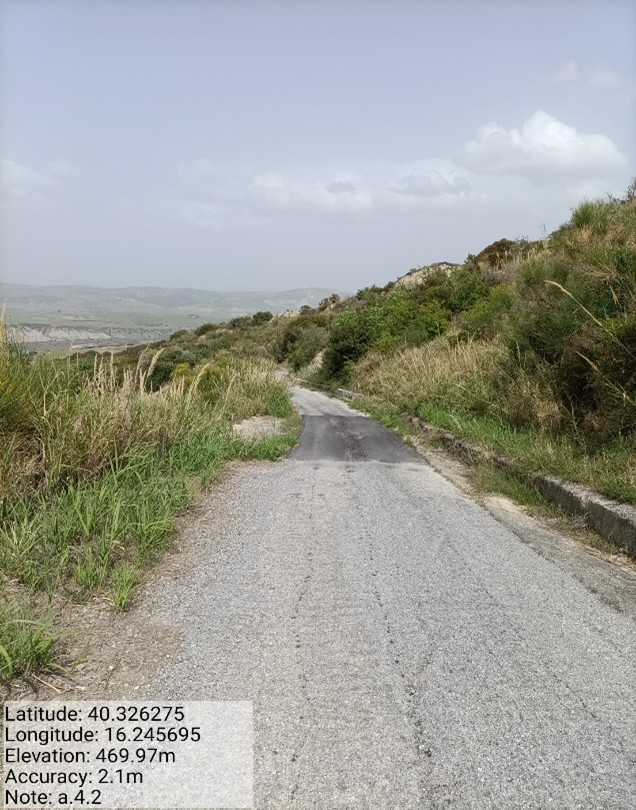 Latitude: 40.326275
Longitude: 16.245695
Elevation: 469.97m
Accuracy: 2.1m
Note: a.4.2